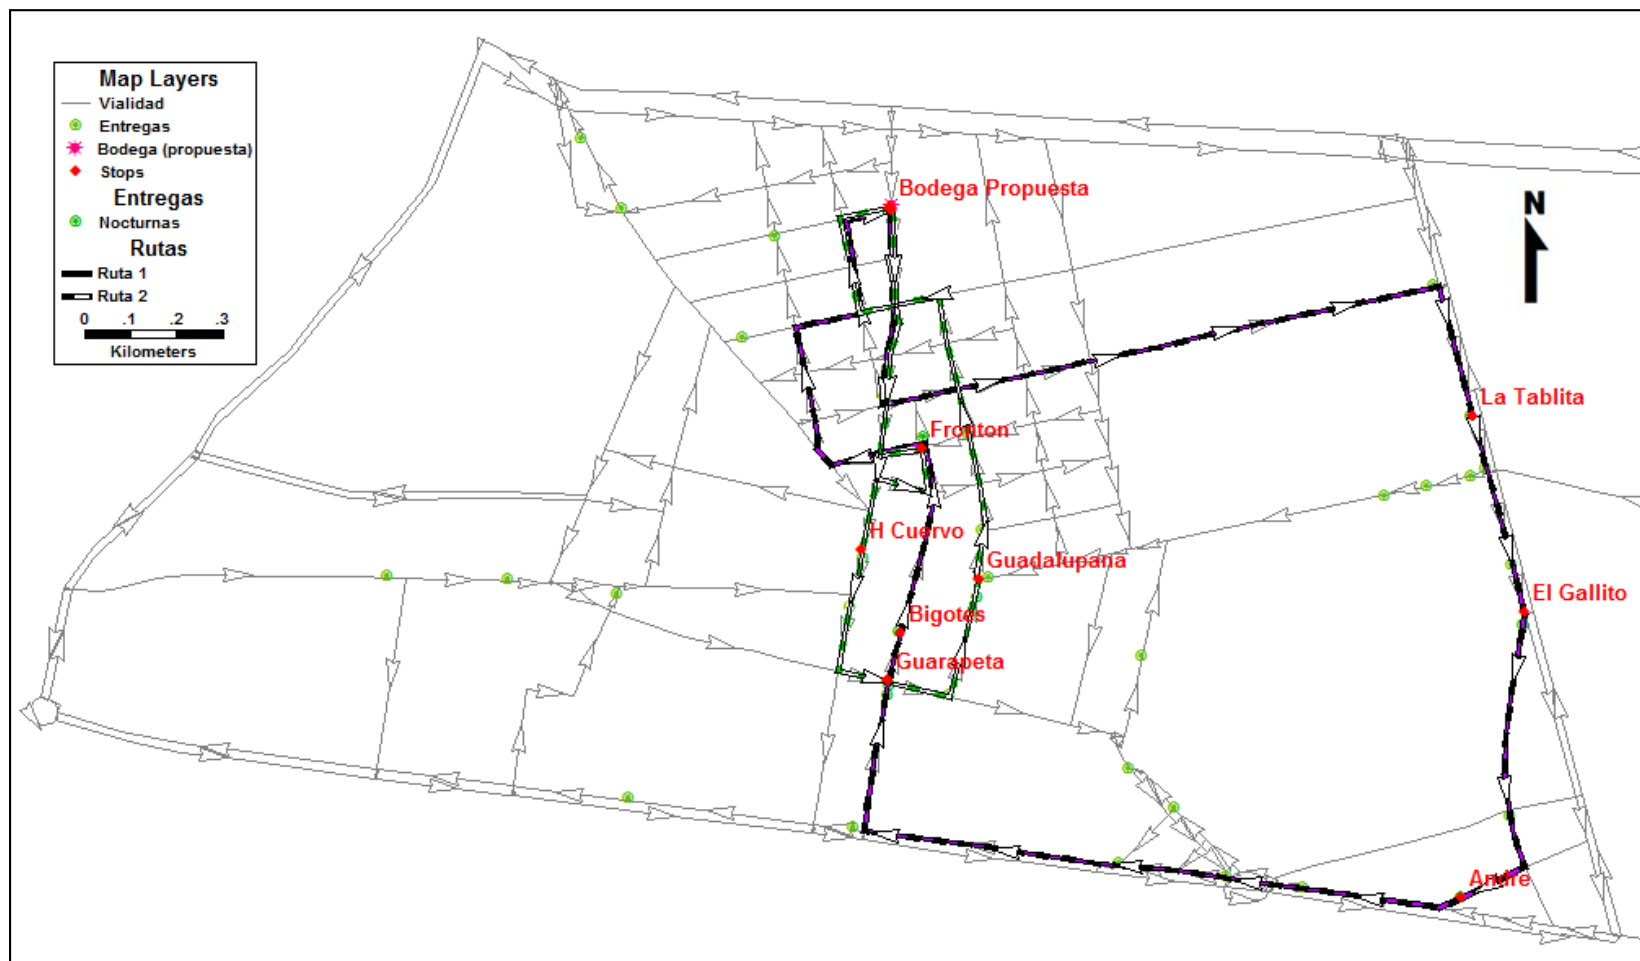 Map Layers
Vialidad
Entregas
Bodega (propuesta)
Stops
Entregas
Nocturnas
Rutas
Ruta 1
Ruta 2
0 .1 .2 .3
Kilometers
N
Bodega Propuesta
La Tablita
Fronton
H Cuervo
Guadalupana
El Gallito
Bigotes
Guarapeta
Andre